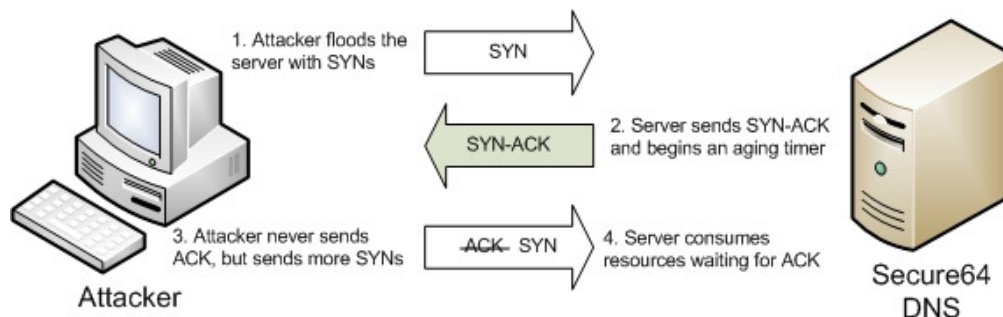 1. Attacker floods the
server with SYNs
SYN
SYN-ACK
2. Server sends SYN-ACK
and begins an aging timer
3. Attacker never sends
ACK, but sends more SYNs
ACK SYN
4. Server consumes
resources waiting for ACK
Attacker
Secure64
DNS